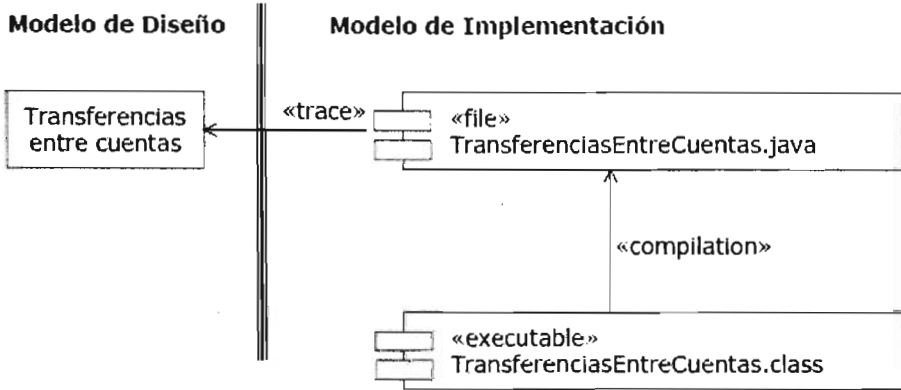 Modelo de Diseño
Modelo de Implementación
Transferencias
entre cuentas
«trace»
«file»
TransferenciasEntreCuentas.java
«compilation»
«executable»
TransferenciasEntreCuentas.class